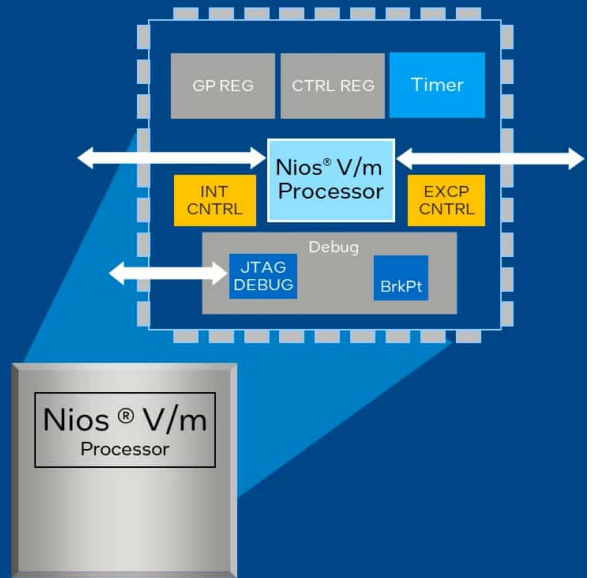 GP REG
CTRL REG
Timer
Nios® V/m
Processor
INT
CNTRL
EXCP
CNTRL
Debug
JTAG
DEBUG
BrkPt
Nios ® V/m
Processor